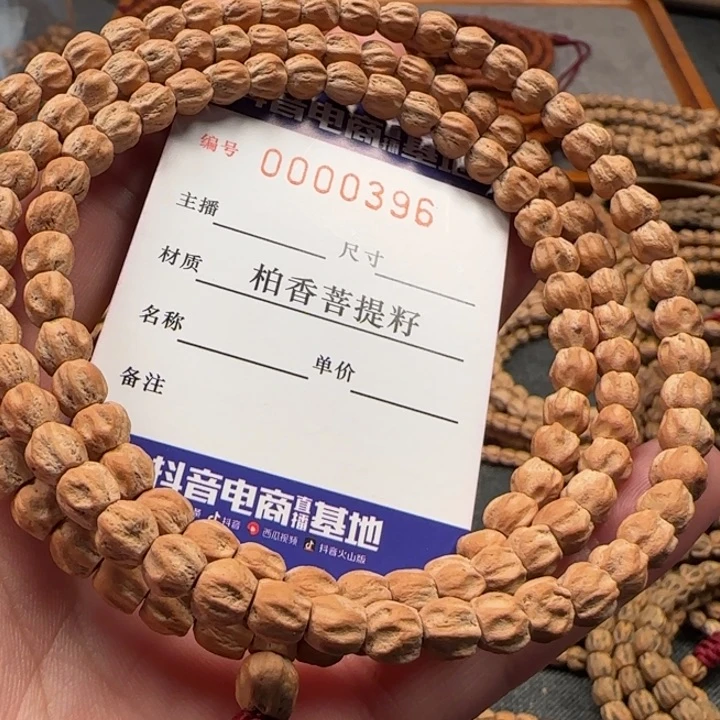 抖音电商直播基地
编号 0000396
主播 尺寸
材质 柏香菩提籽
名称 单价
备注
抖音电商直播基地
抖音 西瓜视频 抖音火山版